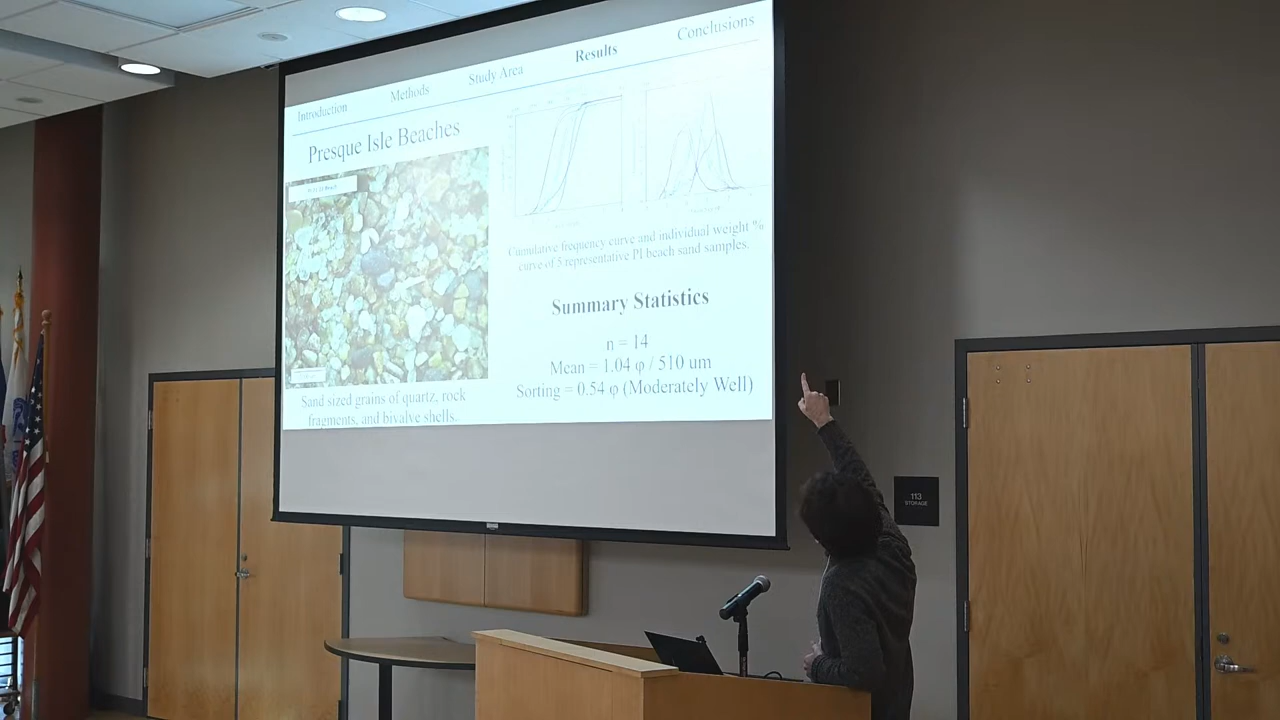 Introduction
Methods
Study Area
Results
Conclusions
Presque Isle Beaches
Cumulative frequency curve and individual weight %
curve of 5 representative PI beach sand samples.
Summary Statistics
n = 14
Mean = 1.04 φ / 510 um
Sorting = 0.54 φ (Moderately Well)
Sand sized grains of quartz, rock
fragments, and bivalve shells.
113
STORAGE